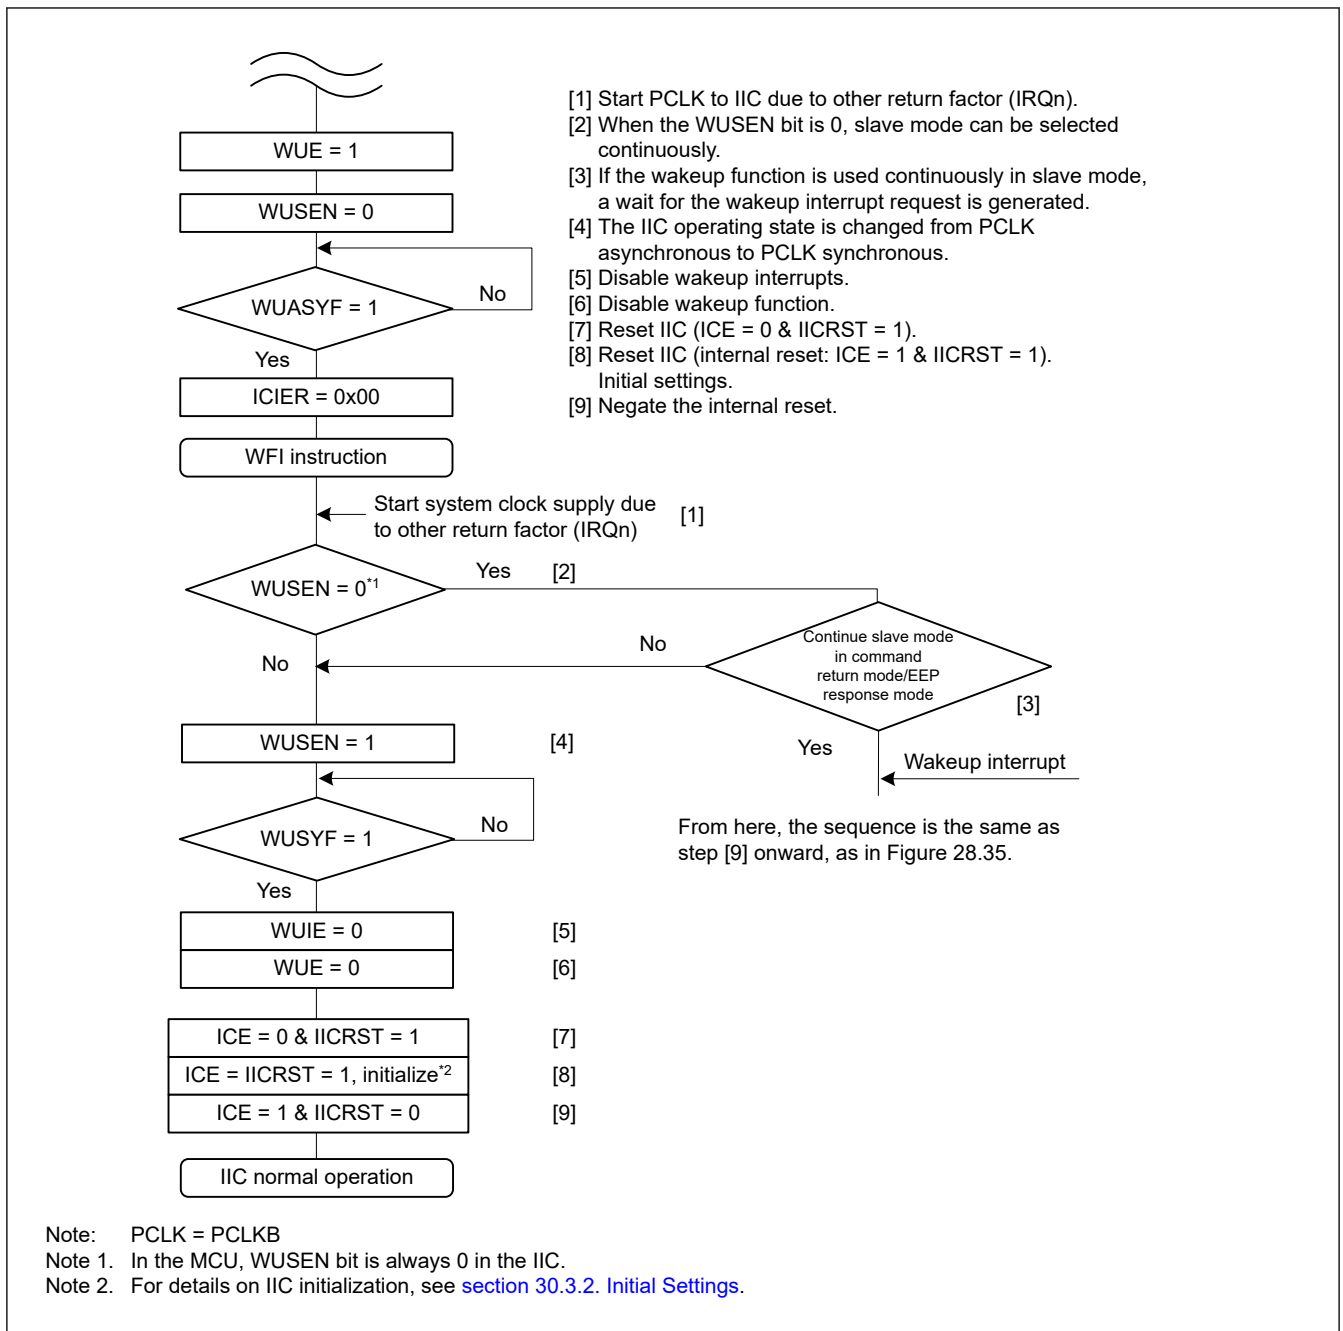 WUE = 1
WUSEN = 0
WUASYF = 1
No
Yes
ICIER = 0x00
WFI instruction
Start system clock supply due
to other return factor (IRQn)
[1]
WUSEN = 0*1
Yes
[2]
No
Continue slave mode
in command
return mode/EEP
response mode
[3]
No
Yes
Wakeup interrupt
From here, the sequence is the same as
step [9] onward, as in Figure 28.35.
WUSEN = 1
[4]
WUSYF = 1
No
Yes
WUIE = 0
[5]
WUE = 0
[6]
ICE = 0 & IICRST = 1
[7]
ICE = IICRST = 1, initialize*2
[8]
ICE = 1 & IICRST = 0
[9]
IIC normal operation
[1] Start PCLK to IIC due to other return factor (IRQn).
[2] When the WUSEN bit is 0, slave mode can be selected
continuously.
[3] If the wakeup function is used continuously in slave mode,
a wait for the wakeup interrupt request is generated.
[4] The IIC operating state is changed from PCLK
asynchronous to PCLK synchronous.
[5] Disable wakeup interrupts.
[6] Disable wakeup function.
[7] Reset IIC (ICE = 0 & IICRST = 1).
[8] Reset IIC (internal reset: ICE = 1 & IICRST = 1).
Initial settings.
[9] Negate the internal reset.
Note: PCLK = PCLKB
Note 1. In the MCU, WUSEN bit is always 0 in the IIC.
Note 2. For details on IIC initialization, see section 30.3.2. Initial Settings.